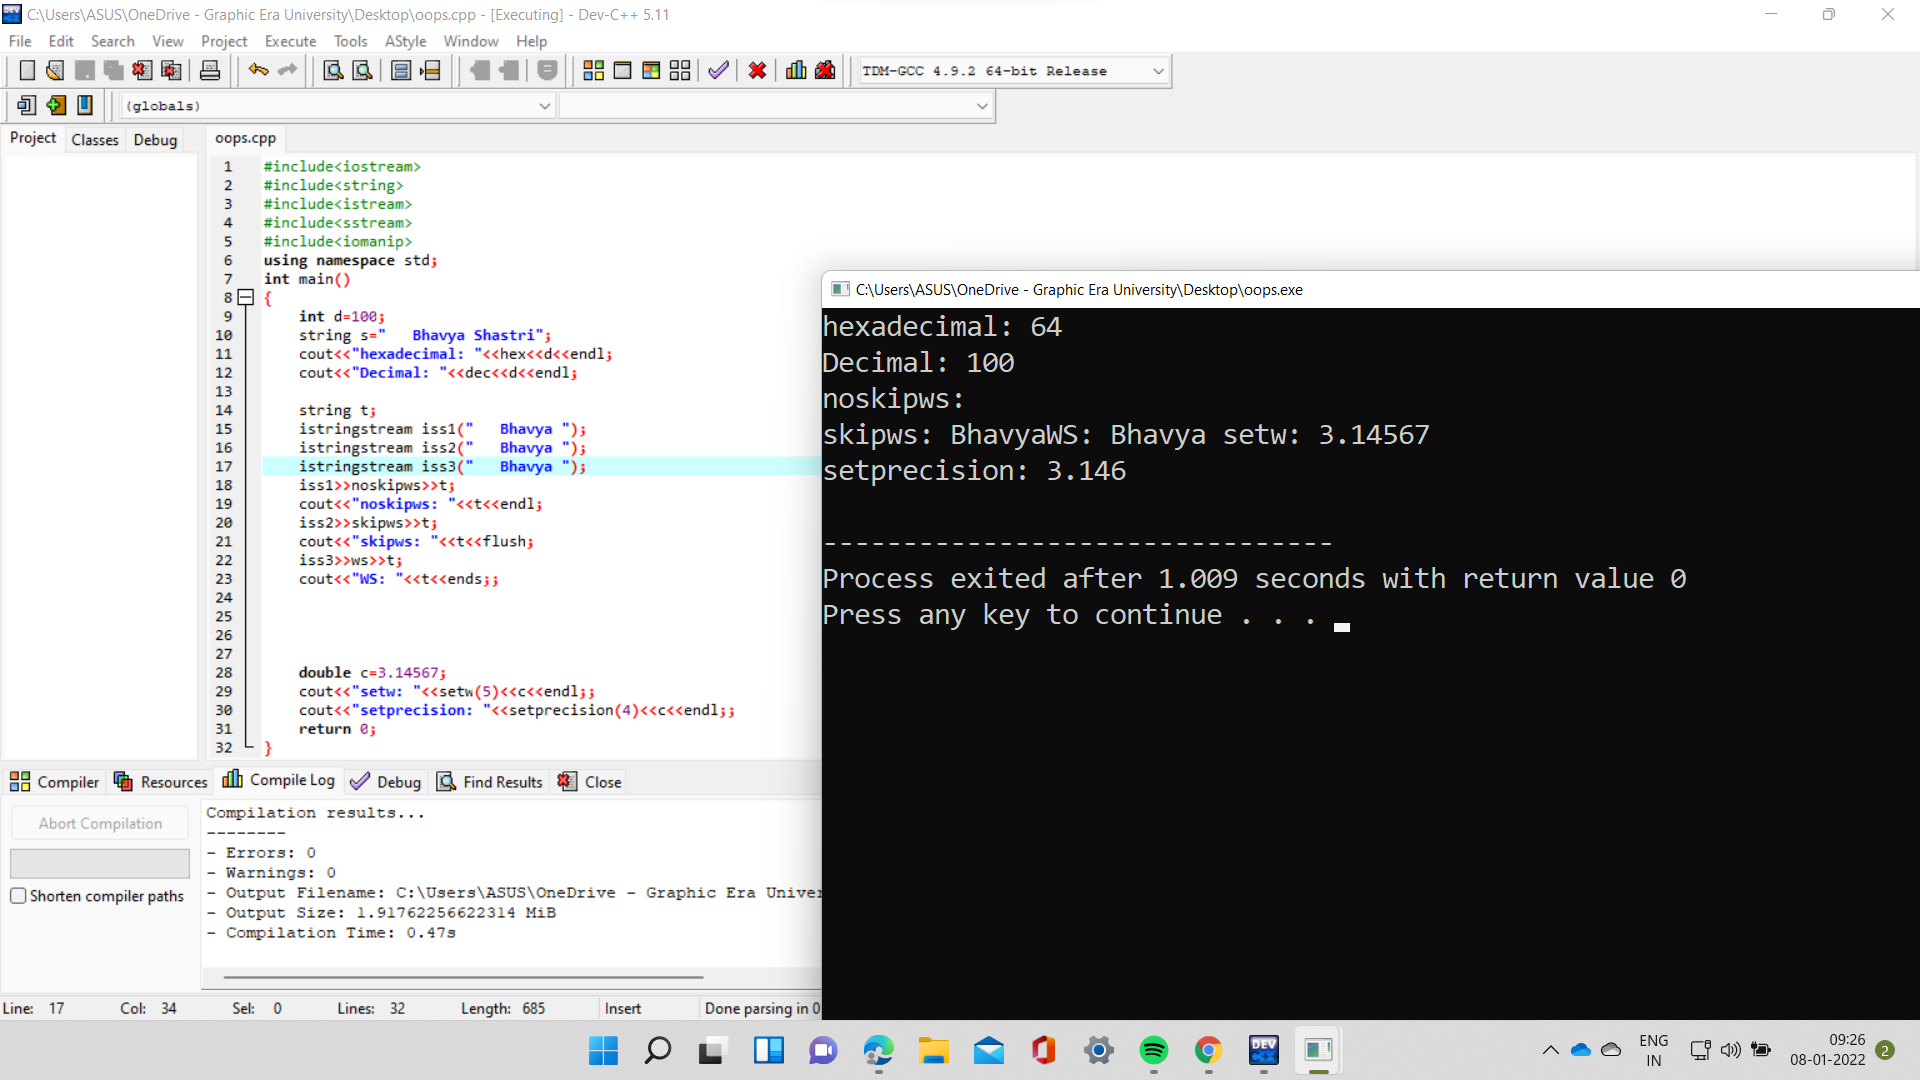 C:\Users\ASUS\OneDrive - Graphic Era University\Desktop\oops.cpp - [Executing] - Dev-C++ 5.11
File Edit Search View Project Execute Tools AStyle Window Help
TDM-GCC 4.9.2 64-bit Release
(globals)
Project Classes Debug
oops.cpp
1 #include<iostream>
2 #include<string>
3 #include<istream>
4 #include<sstream>
5 #include<iomanip>
6 using namespace std;
7 int main()
8 {
9 int d=100;
10 string s="   Bhavya Shastri";
11 cout<<"hexadecimal: "<<hex<<d<<endl;
12 cout<<"Decimal: "<<dec<<d<<endl;
13
14 string t;
15 istringstream iss1("   Bhavya ");
16 istringstream iss2("   Bhavya ");
17 istringstream iss3("   Bhavya ");
18 iss1>>noskipws>>t;
19 cout<<"noskipws: "<<t<<endl;
20 iss2>>skipws>>t;
21 cout<<"skipws: "<<t<<flush;
22 iss3>>ws>>t;
23 cout<<"WS: "<<t<<ends;;
24
25
26
27
28 double c=3.14567;
29 cout<<"setw: "<<setw(5)<<c<<endl;;
30 cout<<"setprecision: "<<setprecision(4)<<c<<endl;;
31 return 0;
32 }
C:\Users\ASUS\OneDrive - Graphic Era University\Desktop\oops.exe
hexadecimal: 64
Decimal: 100
noskipws:
skipws: BhavyaWS: Bhavya setw: 3.14567
setprecision: 3.146
--------------------------------
Process exited after 1.009 seconds with return value 0
Press any key to continue . . .
Compiler Resources Compile Log Debug Find Results Close
Abort Compilation
Shorten compiler paths
Compilation results...
--------
- Errors: 0
- Warnings: 0
- Output Filename: C:\Users\ASUS\OneDrive - Graphic Era Univer
- Output Size: 1.91762256622314 MiB
- Compilation Time: 0.47s
Line: 17 Col: 34 Sel: 0 Lines: 32 Length: 685 Insert Done parsing in 0
DEV C++
ENG
IN
09:26
08-01-2022
2